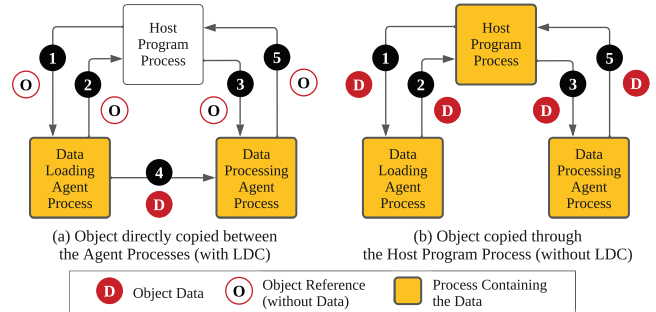 Host
Program
Process
1
2
3
5
O
O
O
O
Data
Loading
Agent
Process
4
D
Data
Processing
Agent
Process
(a) Object directly copied between
the Agent Processes (with LDC)
Host
Program
Process
1
2
3
5
D
D
D
D
Data
Loading
Agent
Process
Data
Processing
Agent
Process
(b) Object copied through
the Host Program Process (without LDC)
D Object Data
O Object Reference
(without Data)
Process Containing
the Data